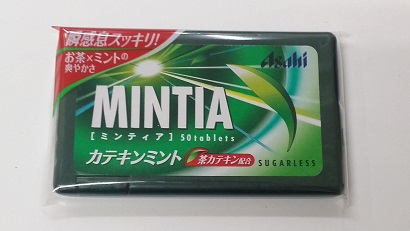 瞬感息スッキリ!
お茶×ミントの
爽やかさ
Asahi
MINTIA
[ミンティア] 50tablets
カテキンミント
茶カテキン配合
SUGARLESS